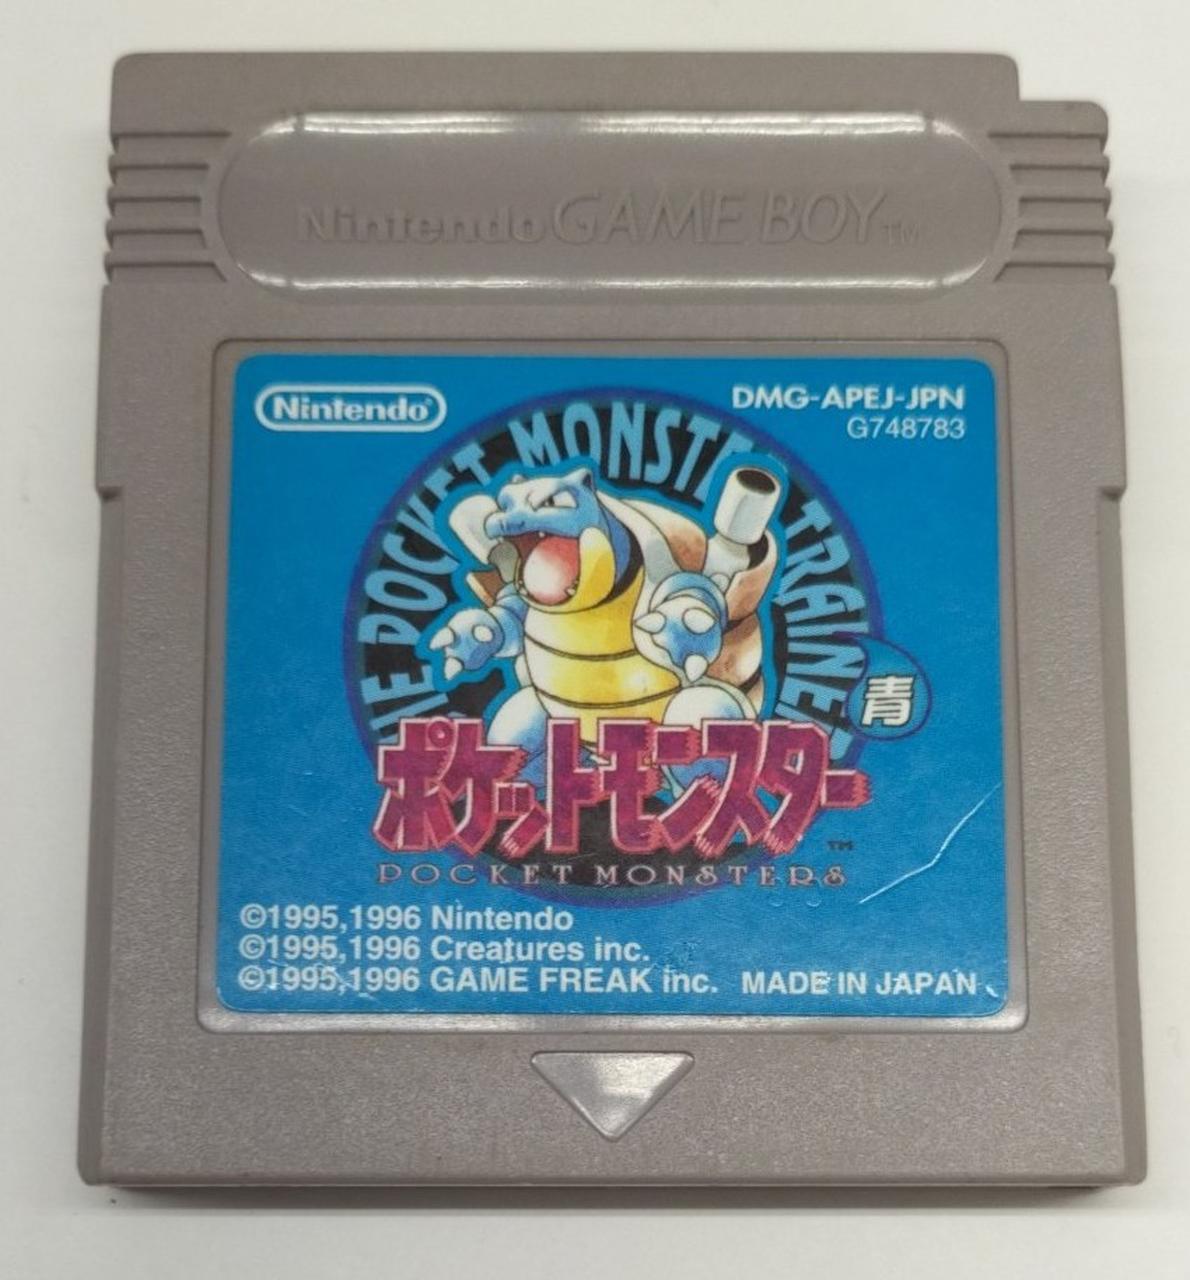 Nintendo GAME BOY™
Nintendo
DMG-APEJ-JPN
G748783
THE POCKET MONSTER TRAINER
青
ポケットモンスター™
POCKET MONSTERS
©1995,1996 Nintendo
©1995,1996 Creatures inc.
©1995,1996 GAME FREAK inc. MADE IN JAPAN